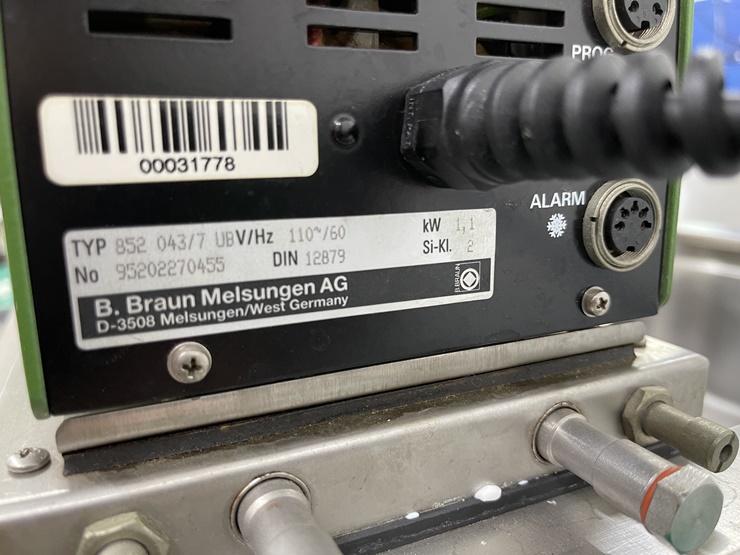 PROG
00031778
ALARM
TYP 852 043/7 UB V/Hz 110~/60 kW 1,1
No 95202270455 DIN 12879 Si-Kl. 2
B. Braun Melsungen AG
D-3508 Melsungen/West Germany
B.BRAUN